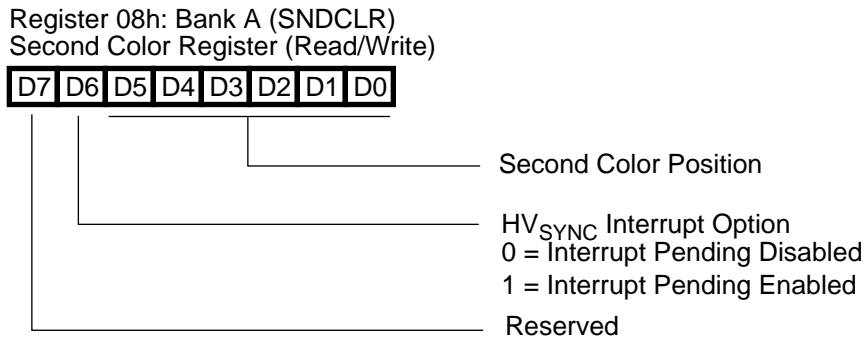 Register 08h: Bank A (SNDCLR)
Second Color Register (Read/Write)
D7 D6 D5 D4 D3 D2 D1 D0
Second Color Position
HVSYNC Interrupt Option
0 = Interrupt Pending Disabled
1 = Interrupt Pending Enabled
Reserved